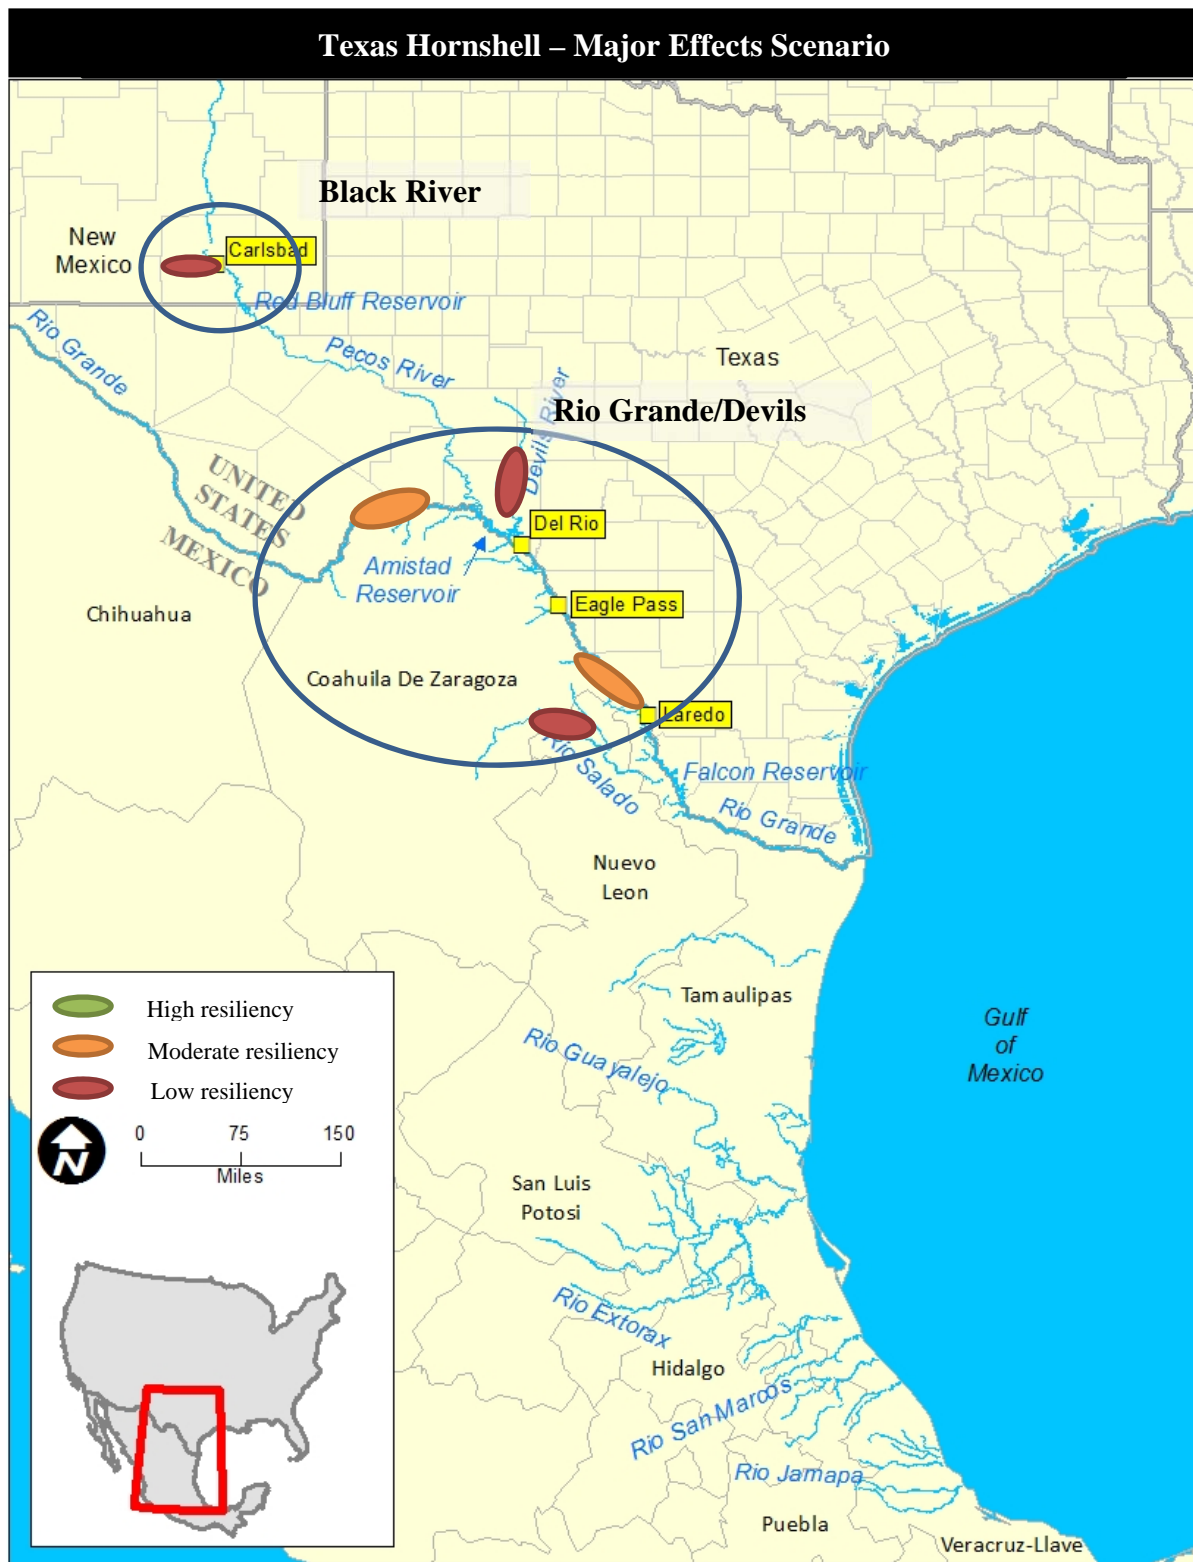 Texas Hornshell – Major Effects Scenario
Black River
New
Mexico
Carlsbad
Red Bluff Reservoir
Rio Grande
Pecos River
Texas
Devils River
Rio Grande/Devils
UNITED
STATES
MEXICO
Del Rio
Amistad
Reservoir
Eagle Pass
Chihuahua
Coahuila De Zaragoza
Laredo
Rio Salado
Falcon Reservoir
Rio Grande
Nuevo
Leon
Tamaulipas
Gulf
of
Mexico
Rio Guayalejo
San Luis
Potosi
Rio Extorax
Hidalgo
Rio San Marcos
Rio Jamapa
Puebla
Veracruz-Llave
High resiliency
Moderate resiliency
Low resiliency
N
0 75 150
Miles